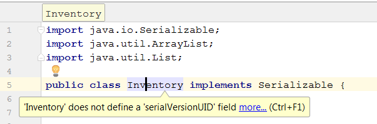 Inventory
1 import java.io.Serializable;
2 import java.util.ArrayList;
3 import java.util.List;
4
5 public class Inventory implements Serializable {
'Inventory' does not define a 'serialVersionUID' field more... (Ctrl+F1)